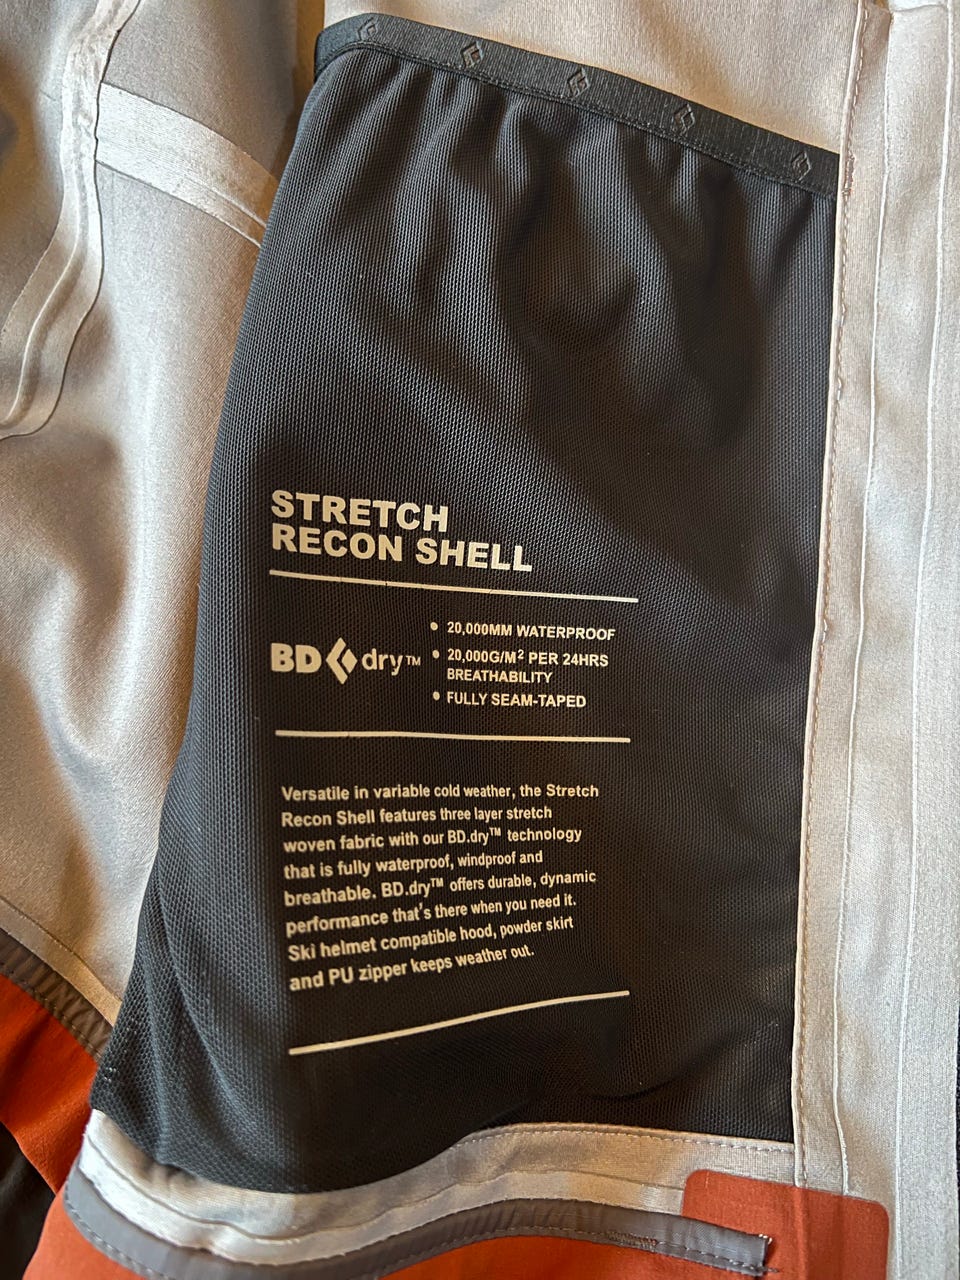 STRETCH
RECON SHELL
BD dry™
• 20,000MM WATERPROOF
• 20,000G/M² PER 24HRS
BREATHABILITY
• FULLY SEAM-TAPED
Versatile in variable cold weather, the Stretch
Recon Shell features three layer stretch
woven fabric with our BD.dry™ technology
that is fully waterproof, windproof and
breathable. BD.dry™ offers durable, dynamic
performance that's there when you need it.
Ski helmet compatible hood, powder skirt
and PU zipper keeps weather out.